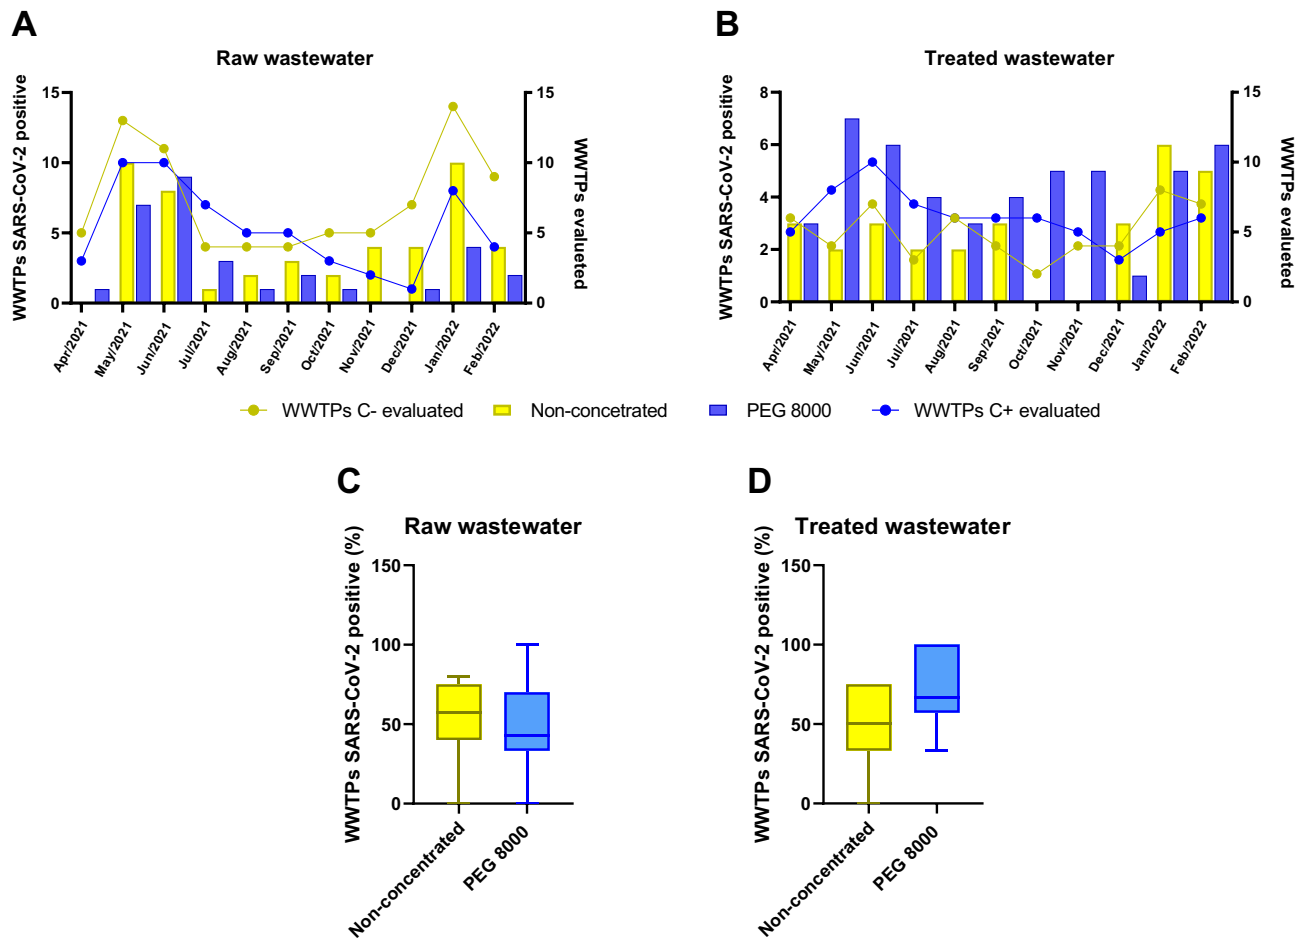 A
Raw wastewater
WWTPs SARS-CoV-2 positive
15
10
5
0
15
10
5
0
WWTPs evalueted
Apr/2021
May/2021
Jun/2021
Jul/2021
Aug/2021
Sep/2021
Oct/2021
Nov/2021
Dec/2021
Jan/2022
Feb/2022
B
Treated wastewater
WWTPs SARS-CoV-2 positive
8
6
4
2
0
15
10
5
0
WWTPs evalueted
Apr/2021
May/2021
Jun/2021
Jul/2021
Aug/2021
Sep/2021
Oct/2021
Nov/2021
Dec/2021
Jan/2022
Feb/2022
WWTPs C- evaluated
Non-concetrated
PEG 8000
WWTPs C+ evaluated
C
Raw wastewater
WWTPs SARS-CoV-2 positive (%)
150
100
50
0
Non-concentrated
PEG 8000
D
Treated wastewater
WWTPs SARS-CoV-2 positive (%)
150
100
50
0
Non-concentrated
PEG 8000